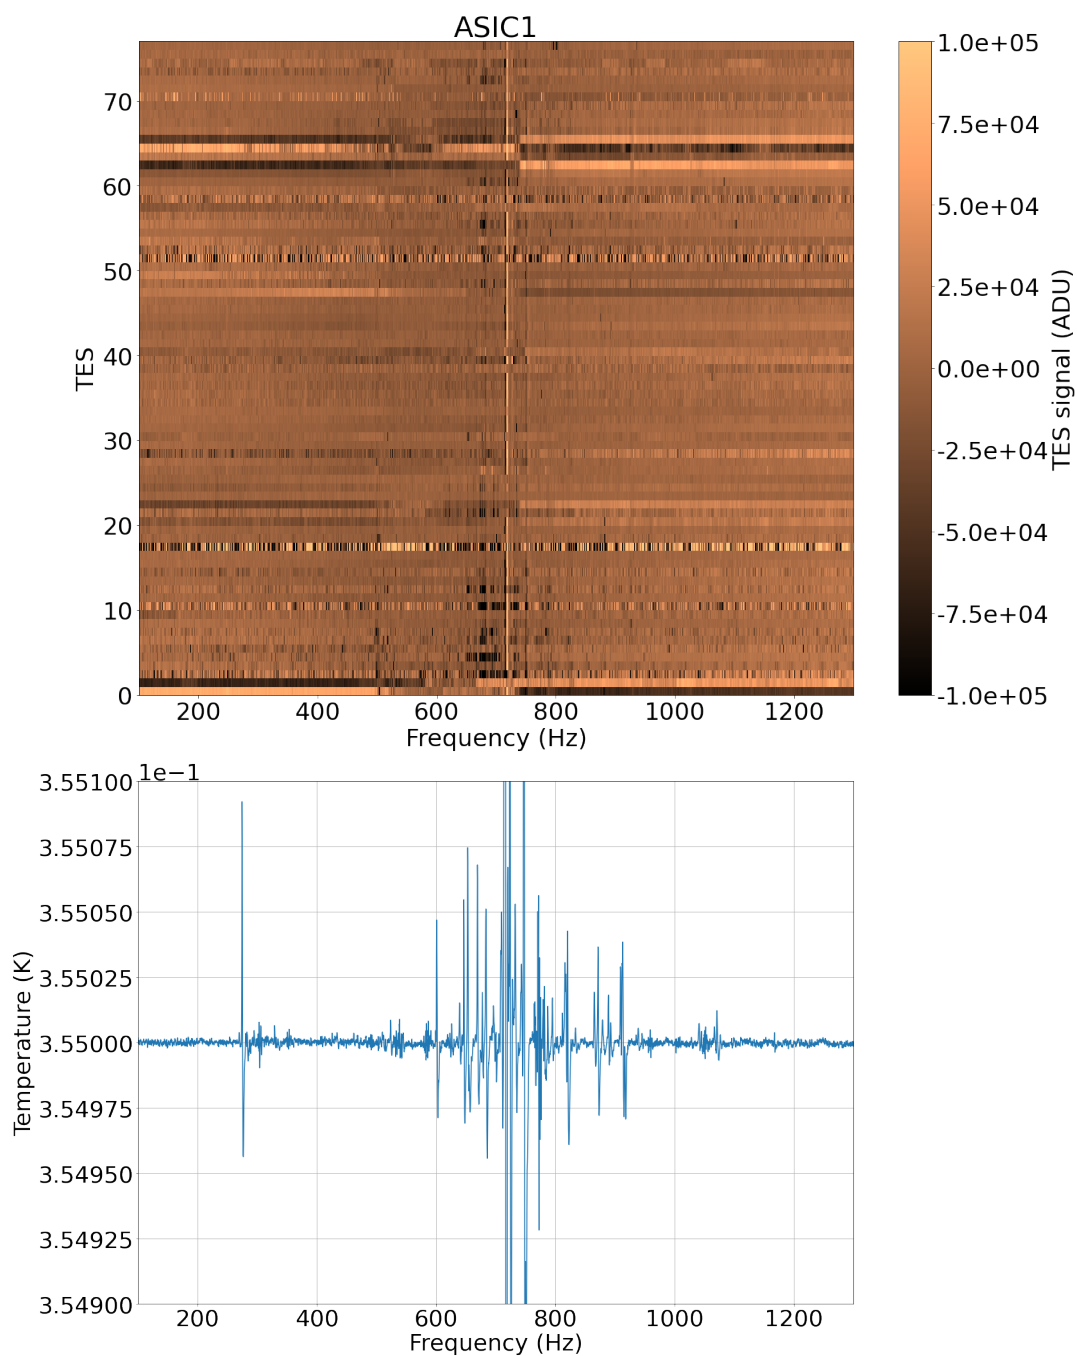 ASIC1
TES
70
60
50
40
30
20
10
0
200 400 600 800 1000 1200
Frequency (Hz)
1.0e+05
7.5e+04
5.0e+04
2.5e+04
0.0e+00
-2.5e+04
-5.0e+04
-7.5e+04
-1.0e+05
TES signal (ADU)
1e−1
Temperature (K)
3.55100
3.55075
3.55050
3.55025
3.55000
3.54975
3.54950
3.54925
3.54900
200 400 600 800 1000 1200
Frequency (Hz)